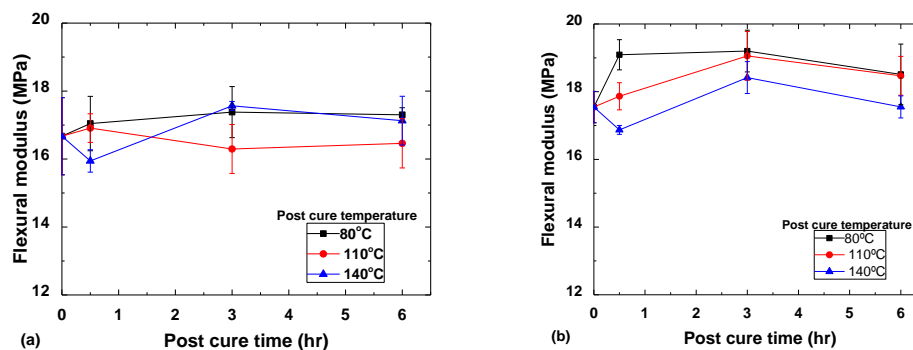 20
18
16
14
12
Flexural modulus (MPa)
0 1 2 3 4 5 6
Post cure time (hr)
Post cure temperature
80°C
110°C
140°C
(a)
20
18
16
14
12
Flexural modulus (MPa)
0 1 2 3 4 5 6
Post cure time (hr)
Post cure temperature
80ºC
110ºC
140ºC
(b)